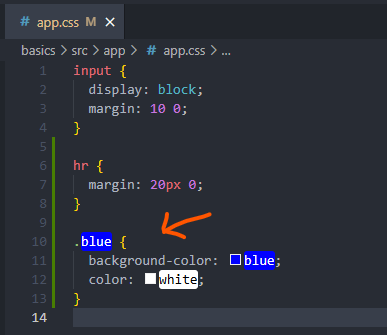 # app.css M ×
basics > src > app > # app.css > ...
1 input {
2 display: block;
3 margin: 10 0;
4 }
5
6 hr {
7 margin: 20px 0;
8 }
9
10 .blue {
11 background-color: blue;
12 color: white;
13 }
14